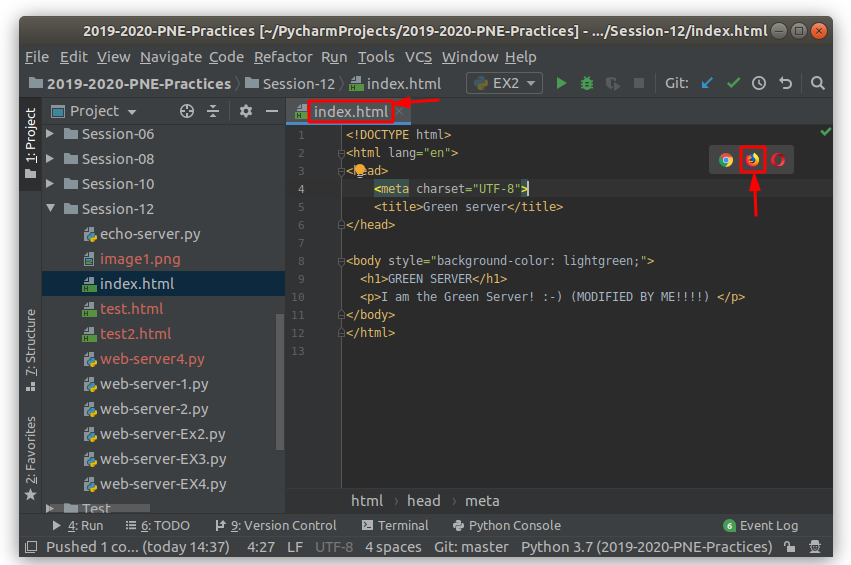 2019-2020-PNE-Practices [~/PycharmProjects/2019-2020-PNE-Practices] - .../Session-12/index.html
File Edit View Navigate Code Refactor Run Tools VCS Window Help
2019-2020-PNE-Practices Session-12 index.html EX2 Git:
1: Project
Project
index.html
Session-06
Session-08
Session-10
Session-12
echo-server.py
image1.png
index.html
test.html
test2.html
web-server4.py
web-server-1.py
web-server-2.py
web-server-Ex2.py
web-server-EX3.py
web-server-EX4.py
Test
7: Structure
2: Favorites
1 <!DOCTYPE html>
2 <html lang="en">
3 <head>
4 <meta charset="UTF-8">
5 <title>Green server</title>
6 </head>
7
8 <body style="background-color: lightgreen;">
9 <h1>GREEN SERVER</h1>
10 <p>I am the Green Server! :-) (MODIFIED BY ME!!!!) </p>
11 </body>
12 </html>
13
html › head › meta
4: Run 6: TODO 9: Version Control Terminal Python Console 6 Event Log
Pushed 1 co... (today 14:37) 4:27 LF UTF-8 4 spaces Git: master Python 3.7 (2019-2020-PNE-Practices)